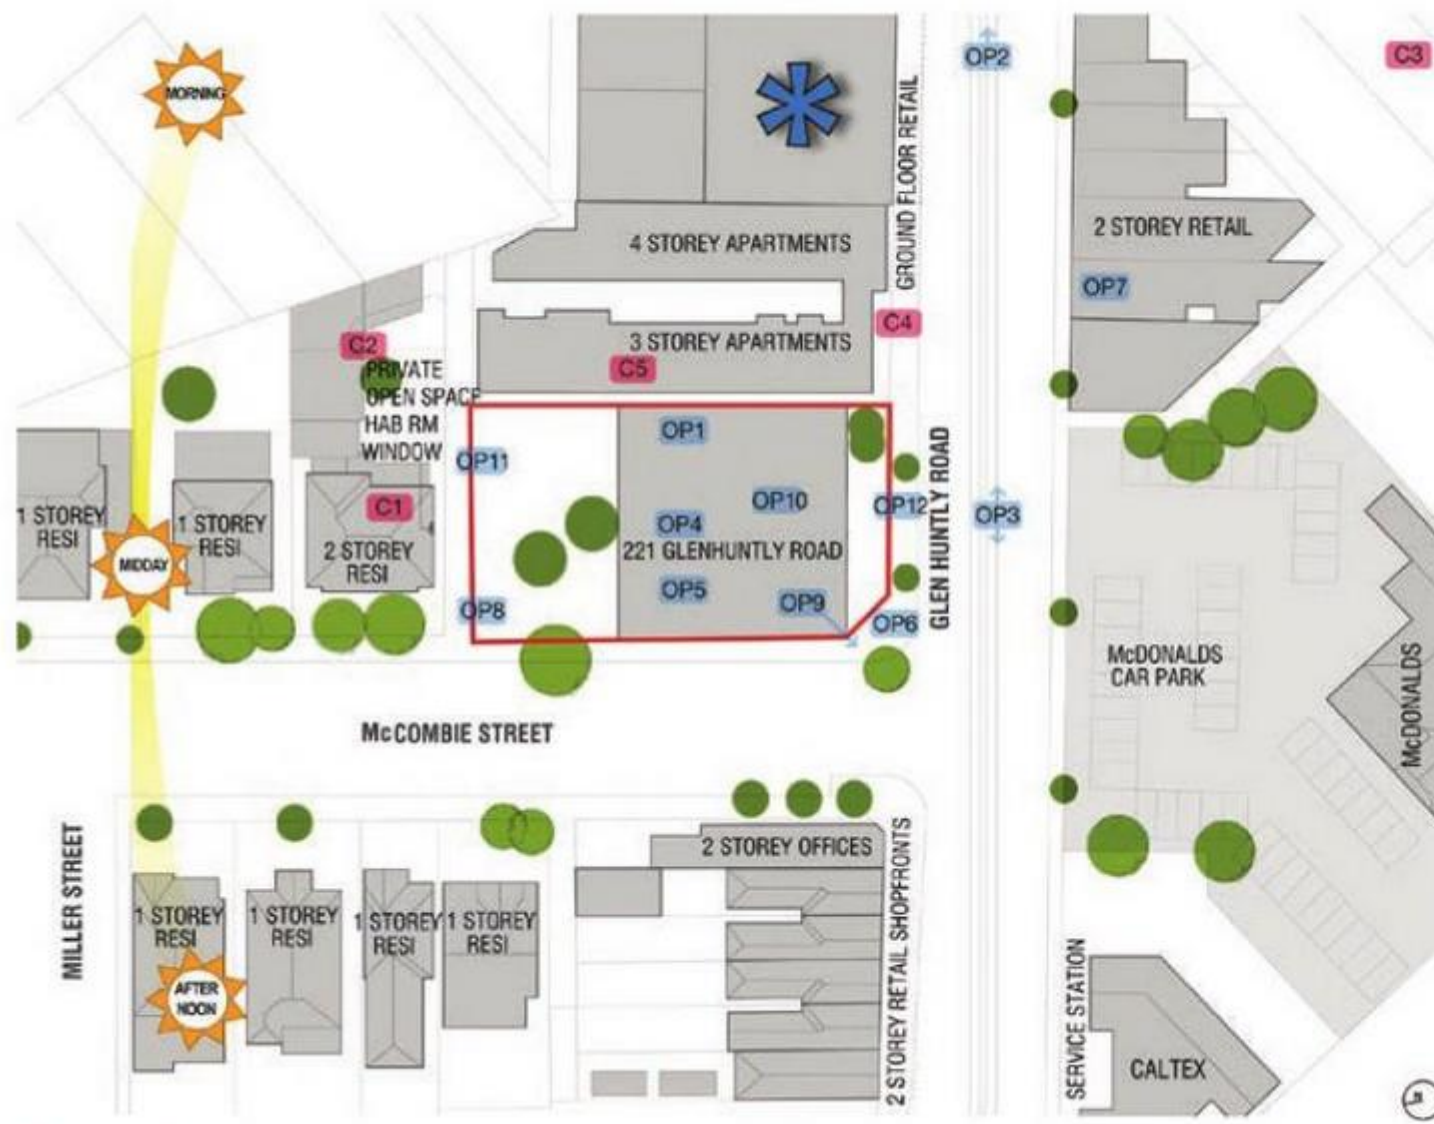 MORNING
OP2
C3
GROUND FLOOR RETAIL
4 STOREY APARTMENTS
2 STOREY RETAIL
OP7
C4
C2
3 STOREY APARTMENTS
C5
PRIVATE
OPEN SPACE
HAB RM
WINDOW
OP1
OP11
C1
OP10
OP12
OP3
OP4
1 STOREY
RESI
1 STOREY
RESI
2 STOREY
RESI
221 GLENHUNTLY ROAD
MIDDAY
OP5
OP9
OP8
OP6
GLEN HUNTLY ROAD
McDONALDS
CAR PARK
McDONALDS
McCOMBIE STREET
MILLER STREET
2 STOREY OFFICES
1 STOREY
RESI
1 STOREY
RESI
1 STOREY
RESI
1 STOREY
RESI
AFTER
NOON
2 STOREY RETAIL SHOPFRONTS
SERVICE STATION
CALTEX